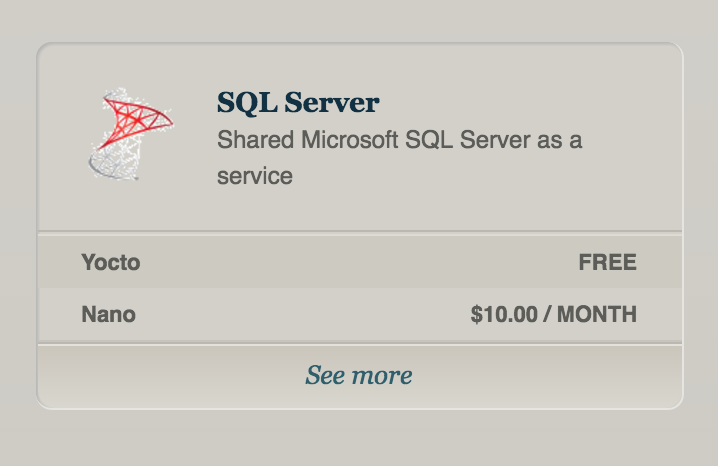 SQL Server
Shared Microsoft SQL Server as a
service
Yocto FREE
Nano $10.00 / MONTH
See more